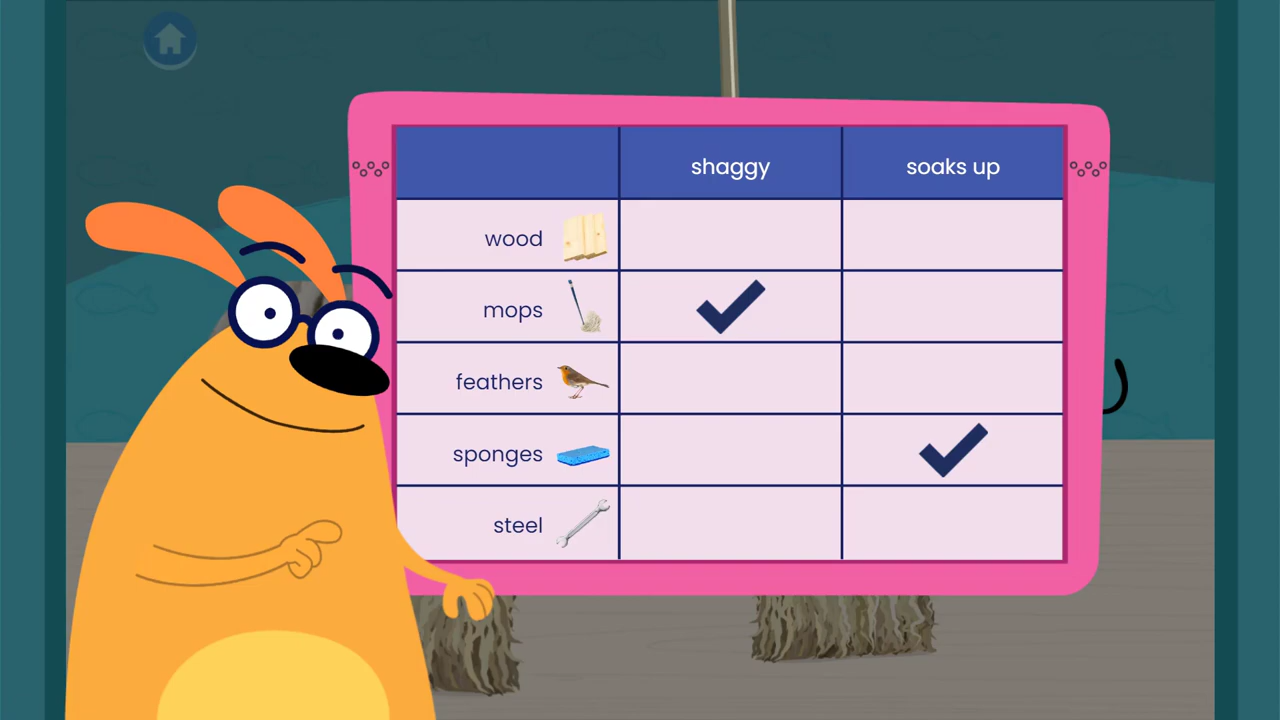 shaggy soaks up
wood
mops
feathers
sponges
steel